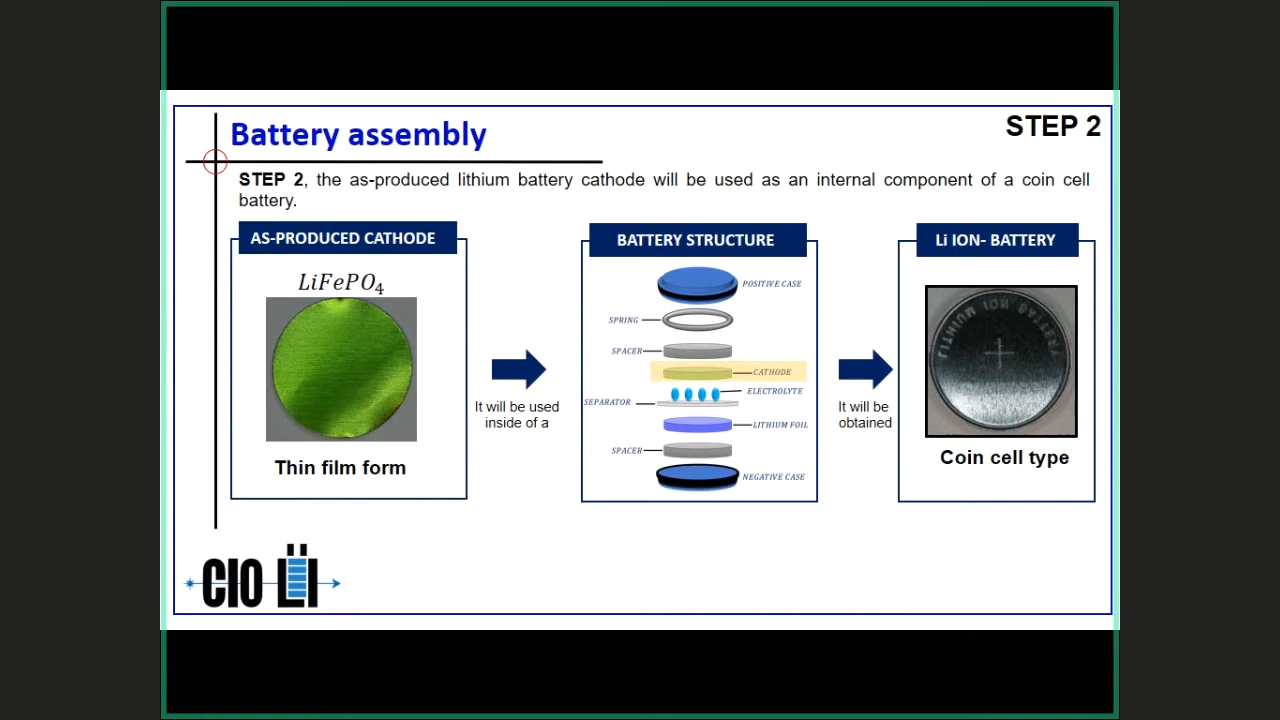 Battery assembly
STEP 2
STEP 2, the as-produced lithium battery cathode will be used as an internal component of a coin cell
battery.
AS-PRODUCED CATHODE
LiFePO₄
Thin film form
It will be used
inside of a
BATTERY STRUCTURE
POSITIVE CASE
SPRING
SPACER
CATHODE
ELECTROLYTE
SEPARATOR
LITHIUM FOIL
SPACER
NEGATIVE CASE
It will be
obtained
Li ION- BATTERY
LITHIUM ION BATTERY
+
Coin cell type
CIO Li